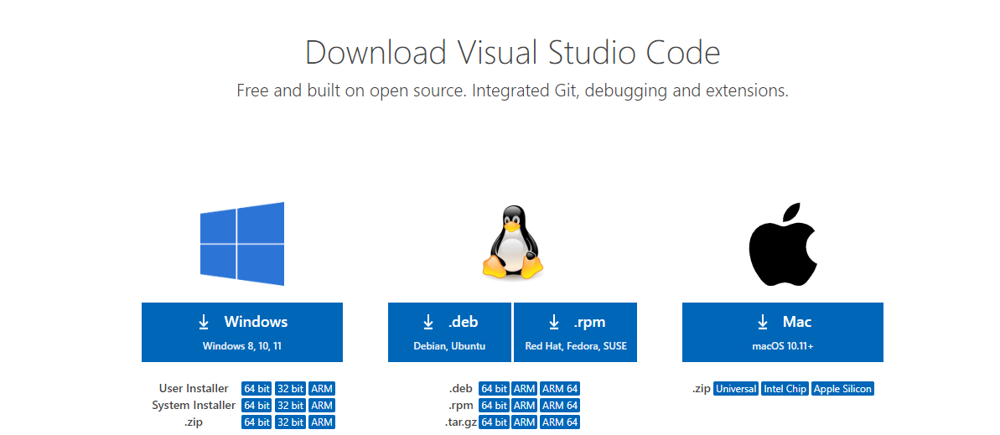 Download Visual Studio Code
Free and built on open source. Integrated Git, debugging and extensions.
Windows
Windows 8, 10, 11
.deb
Debian, Ubuntu
.rpm
Red Hat, Fedora, SUSE
Mac
macOS 10.11+
User Installer 64 bit 32 bit ARM
System Installer 64 bit 32 bit ARM
.zip 64 bit 32 bit ARM
.deb 64 bit ARM ARM 64
.rpm 64 bit ARM ARM 64
.tar.gz 64 bit ARM ARM 64
.zip Universal Intel Chip Apple Silicon